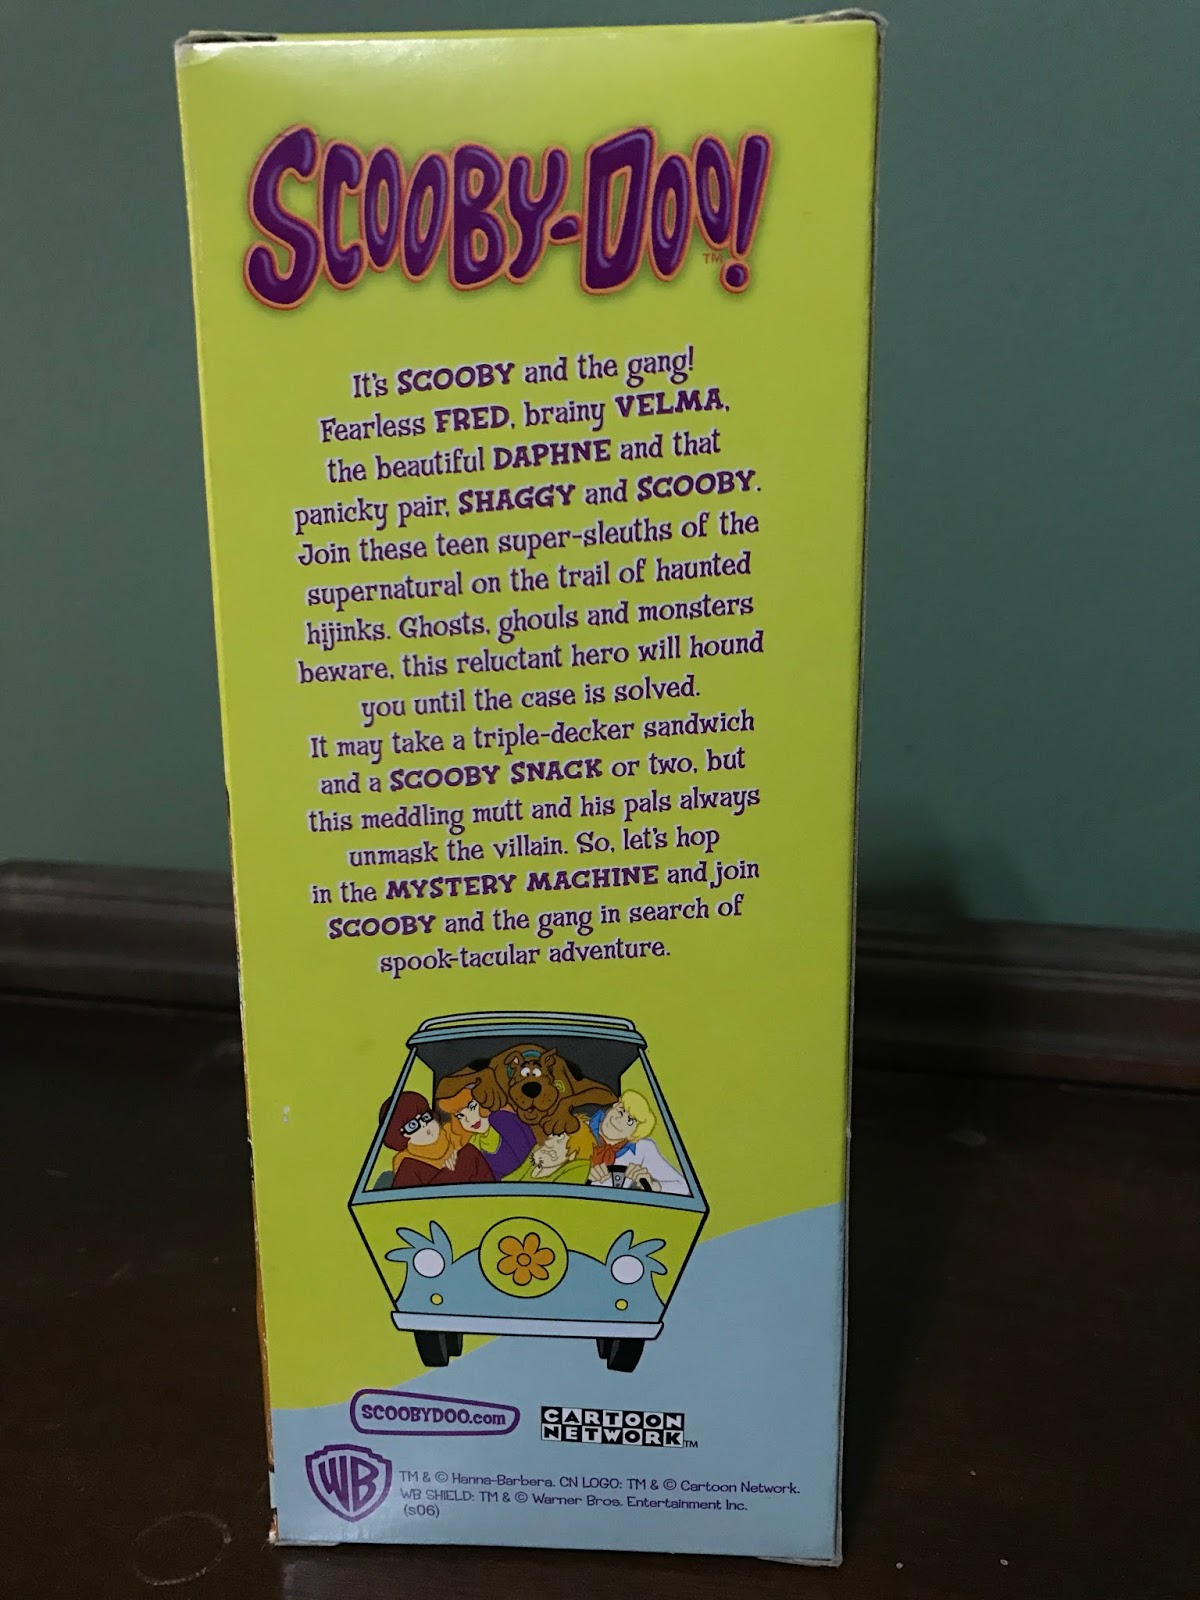 SCOOBY-DOO!
TM
It's SCOOBY and the gang!
Fearless FRED, brainy VELMA,
the beautiful DAPHNE and that
panicky pair, SHAGGY and SCOOBY.
Join these teen super-sleuths of the
supernatural on the trail of haunted
hijinks. Ghosts, ghouls and monsters
beware, this reluctant hero will hound
you until the case is solved.
It may take a triple-decker sandwich
and a SCOOBY SNACK or two, but
this meddling mutt and his pals always
unmask the villain. So, let's hop
in the MYSTERY MACHINE and join
SCOOBY and the gang in search of
spook-tacular adventure.
SCOOBYDOO.com
CARTOON
NETWORK TM
WB
TM & © Hanna-Barbera. CN LOGO: TM & © Cartoon Network.
WB SHIELD: TM & © Warner Bros. Entertainment Inc.
(s06)